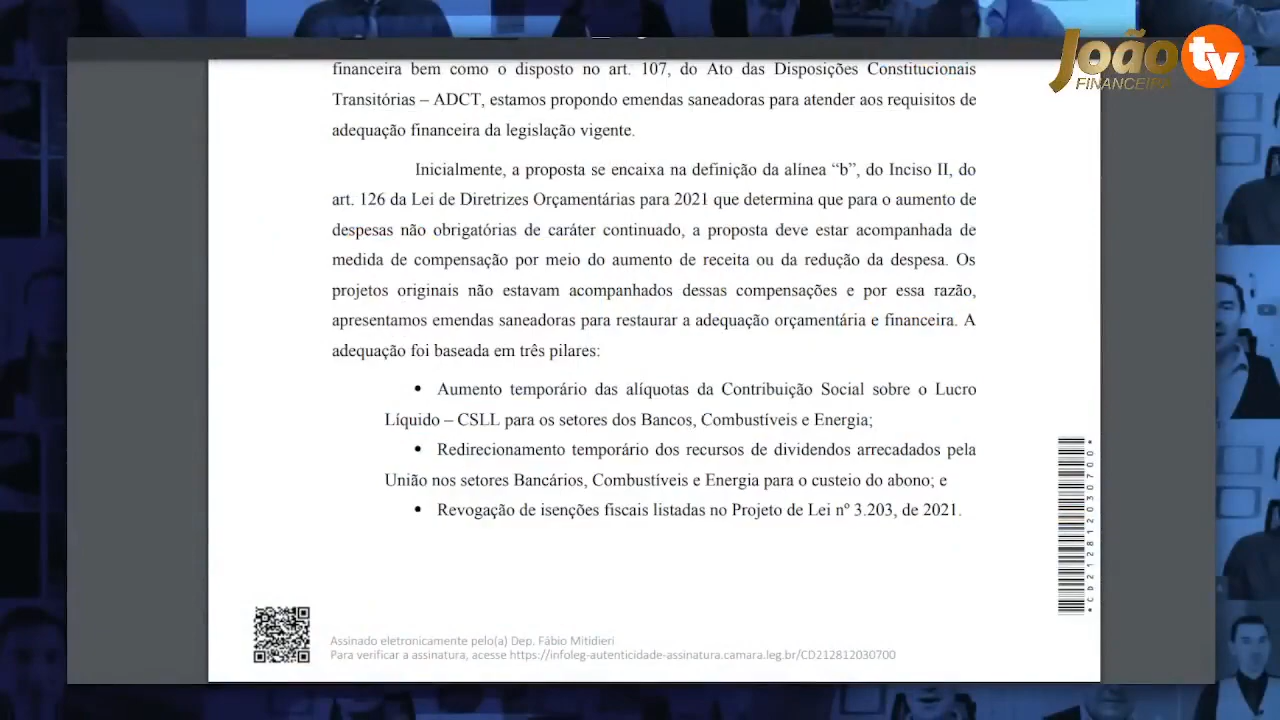 João tv
FINANCEIRA
financeira bem como o disposto no art. 107, do Ato das Disposições Constitucionais
Transitórias – ADCT, estamos propondo emendas saneadoras para atender aos requisitos de
adequação financeira da legislação vigente.
Inicialmente, a proposta se encaixa na definição da alínea “b”, do Inciso II, do
art. 126 da Lei de Diretrizes Orçamentárias para 2021 que determina que para o aumento de
despesas não obrigatórias de caráter continuado, a proposta deve estar acompanhada de
medida de compensação por meio do aumento de receita ou da redução da despesa. Os
projetos originais não estavam acompanhados dessas compensações e por essa razão,
apresentamos emendas saneadoras para restaurar a adequação orçamentária e financeira. A
adequação foi baseada em três pilares:
• Aumento temporário das alíquotas da Contribuição Social sobre o Lucro
Líquido – CSLL para os setores dos Bancos, Combustíveis e Energia;
• Redirecionamento temporário dos recursos de dividendos arrecadados pela
União nos setores Bancários, Combustíveis e Energia para o custeio do abono; e
• Revogação de isenções fiscais listadas no Projeto de Lei nº 3.203, de 2021.
*CD212812030700*
Assinado eletronicamente pelo(a) Dep. Fábio Mitidieri
Para verificar a assinatura, acesse https://infoleg-autenticidade-assinatura.camara.leg.br/CD212812030700